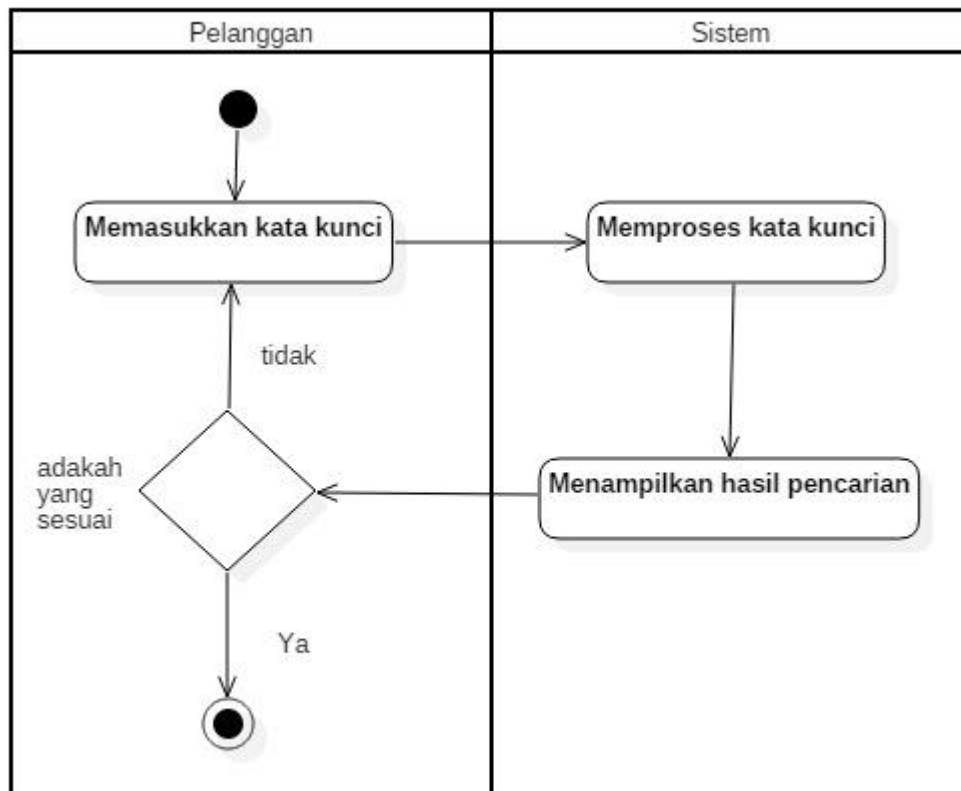 Pelanggan
Sistem
Memasukkan kata kunci
Memproses kata kunci
tidak
adakah
yang
sesuai
Menampilkan hasil pencarian
Ya